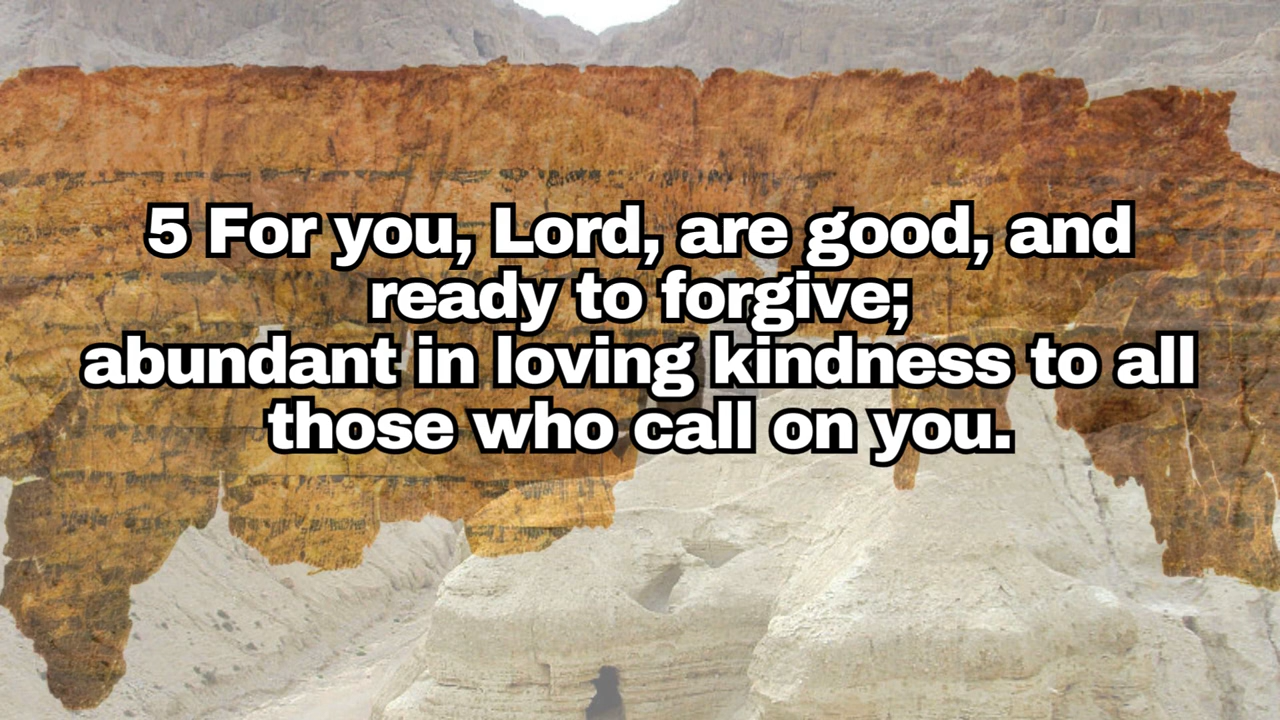 5 For you, Lord, are good, and
ready to forgive;
abundant in loving kindness to all
those who call on you.